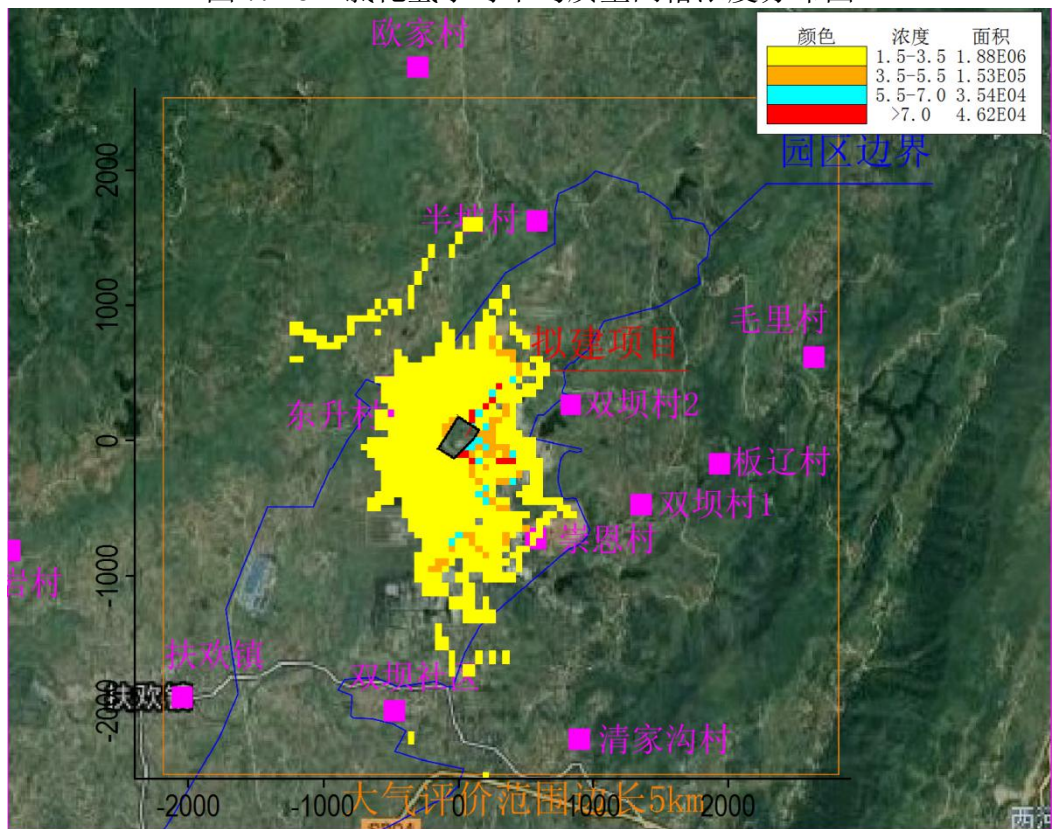 欧家村
颜色 浓度 面积
1.5-3.5 1.88E06
3.5-5.5 1.53E05
5.5-7.0 3.54E04
>7.0 4.62E04
园区边界
2000
半坡村
1000
毛里村
拟建项目
东升村
双坝村2
0
板辽村
双坝村1
崇恩村
-1000
岩村
扶欢镇
扶欢镇
双坝社区
-2000
清家沟村
-2000 -1000 0 1000 2000
大气评价范围边长5km
西河